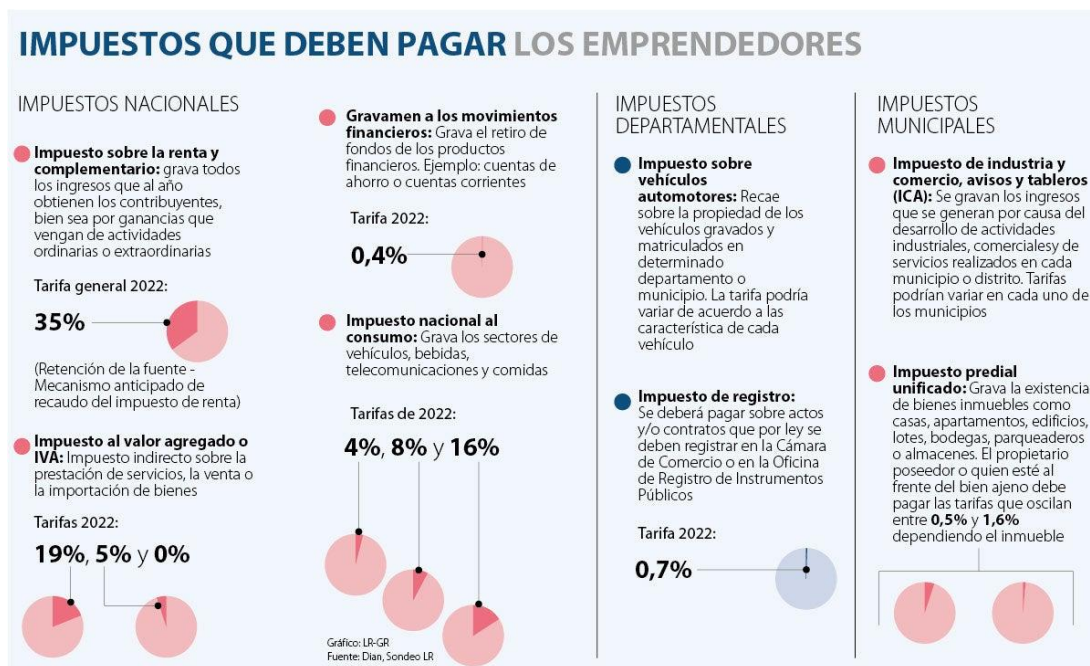 IMPUESTOS QUE DEBEN PAGAR LOS EMPRENDEDORES
IMPUESTOS NACIONALES
Impuesto sobre la renta y
complementario: grava todos
los ingresos que al año
obtienen los contribuyentes,
bien sea por ganancias que
vengan de actividades
ordinarias o extraordinarias
Tarifa general 2022:
35%
(Retención de la fuente -
Mecanismo anticipado de
recaudo del impuesto de renta)
Impuesto al valor agregado o
IVA: Impuesto indirecto sobre la
prestación de servicios, la venta o
la importación de bienes
Tarifas 2022:
19%, 5% y 0%
Gravamen a los movimientos
financieros: Grava el retiro de
fondos de los productos
financieros. Ejemplo: cuentas de
ahorro o cuentas corrientes
Tarifa 2022:
0,4%
Impuesto nacional al
consumo: Grava los sectores de
vehículos, bebidas,
telecomunicaciones y comidas
Tarifas de 2022:
4%, 8% y 16%
Gráfico: LR-GR
Fuente: Dian, Sondeo LR
IMPUESTOS
DEPARTAMENTALES
Impuesto sobre
vehículos
automotores: Recae
sobre la propiedad de los
vehículos gravados y
matriculados en
determinado
departamento o
municipio. La tarifa podría
variar de acuerdo a las
característica de cada
vehículo
Impuesto de registro:
Se deberá pagar sobre actos
y/o contratos que por ley se
deben registrar en la Cámara
de Comercio o en la Oficina
de Registro de Instrumentos
Públicos
Tarifa 2022:
0,7%
IMPUESTOS
MUNICIPALES
Impuesto de industria y
comercio, avisos y tableros
(ICA): Se gravan los ingresos
que se generan por causa del
desarrollo de actividades
industriales, comercialesy de
servicios realizados en cada
municipio o distrito. Tarifas
podrían variar en cada uno de
los municipios
Impuesto predial
unificado: Grava la existencia
de bienes inmuebles como
casas, apartamentos, edificios,
lotes, bodegas, parqueaderos
o almacenes. El propietario
poseedor o quien esté al
frente del bien ajeno debe
pagar las tarifas que oscilan
entre 0,5% y 1,6%
dependiendo el inmueble